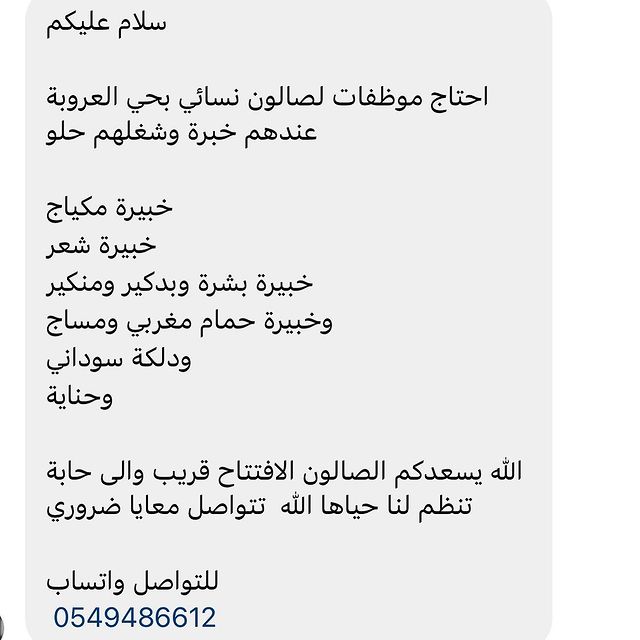 سلام عليكم
احتاج موظفات لصالون نسائي بحي العروبة
عندهم خبرة وشغلهم حلو
خبيرة مكياج
خبيرة شعر
خبيرة بشرة وبدكير ومنكير
وخبيرة حمام مغربي ومساج
ودلكة سوداني
وحناية
الله يسعدكم الصالون الافتتاح قريب والى حابة
تنظم لنا حياها الله تتواصل معايا ضروري
للتواصل واتساب
0549486612